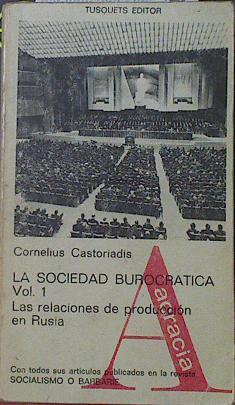 TUSQUETS EDITOR
Cornelius Castoriadis
LA SOCIEDAD BUROCRATICA
Vol. 1
Las relaciones de producción
en Rusia
Acracia
Con todos sus artículos publicados en la revista
SOCIALISMO O BARBARIE